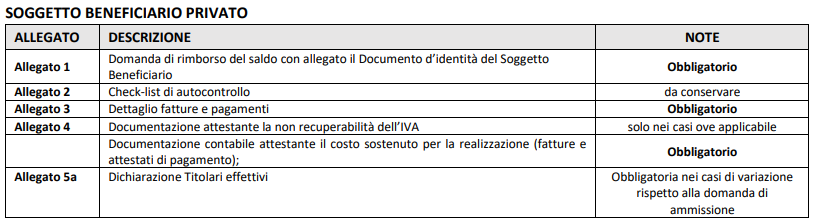 SOGGETTO BENEFICIARIO PRIVATO
ALLEGATO DESCRIZIONE NOTE
Allegato 1 Domanda di rimborso del saldo con allegato il Documento d’identità del Soggetto Beneficiario Obbligatorio
Allegato 2 Check-list di autocontrollo da conservare
Allegato 3 Dettaglio fatture e pagamenti Obbligatorio
Allegato 4 Documentazione attestante la non recuperabilità dell’IVA solo nei casi ove applicabile
Documentazione contabile attestante il costo sostenuto per la realizzazione (fatture e attestati di pagamento); Obbligatorio
Allegato 5a Dichiarazione Titolari effettivi Obbligatoria nei casi di variazione rispetto alla domanda di ammissione